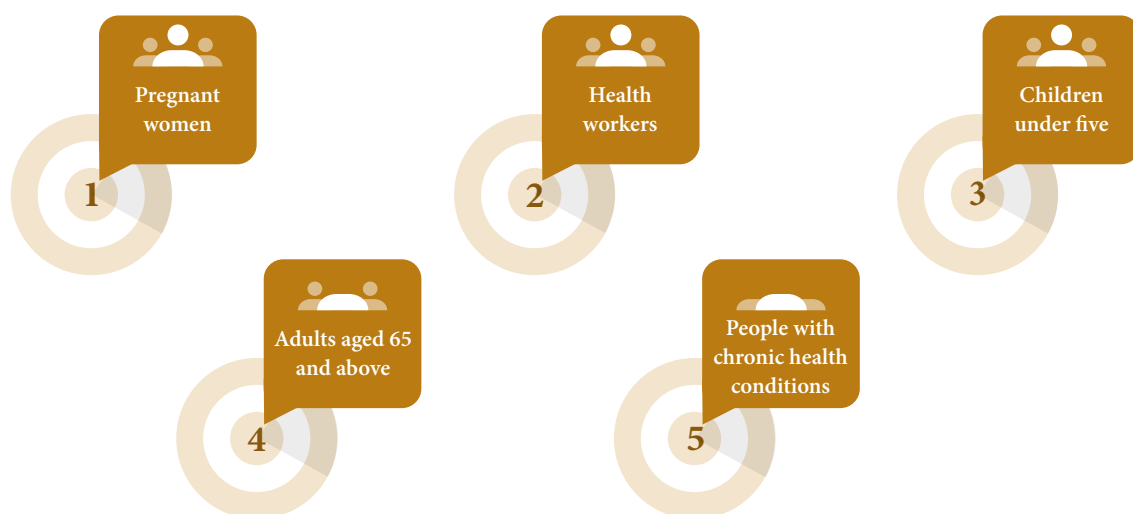 Pregnant
women
1
Health
workers
2
Children
under five
3
Adults aged 65
and above
4
People with
chronic health
conditions
5